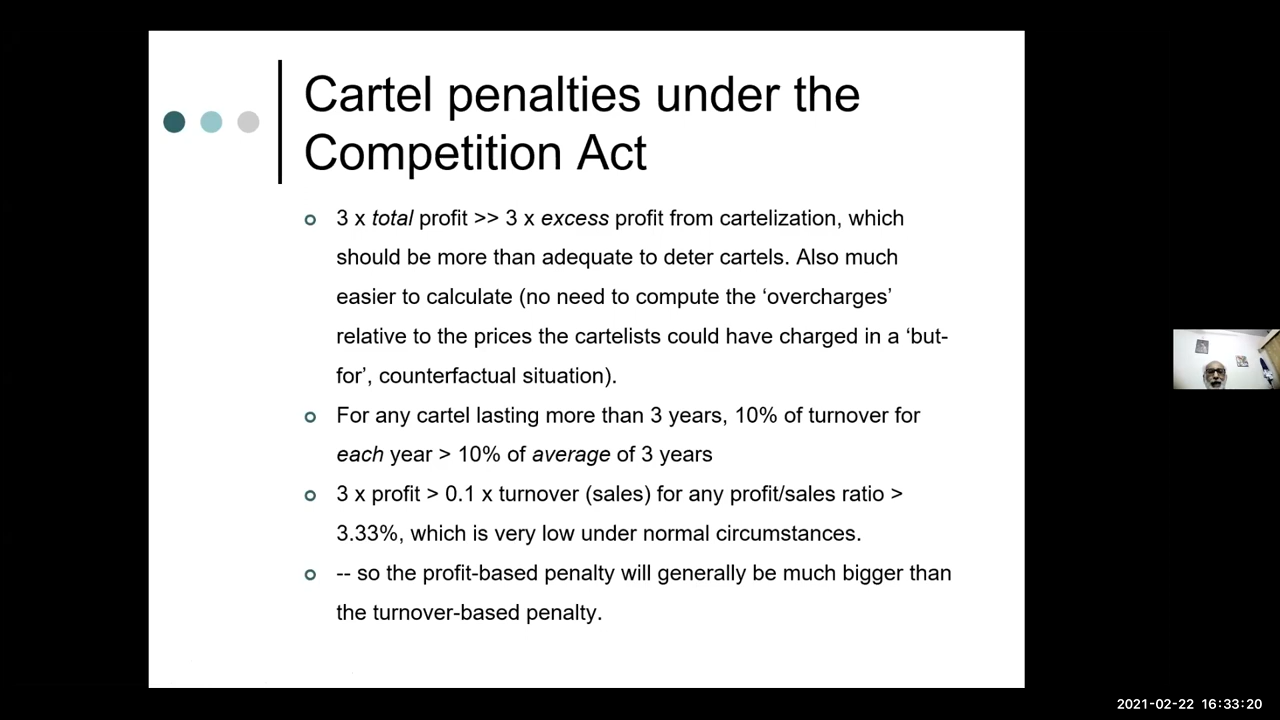 Cartel penalties under the
Competition Act
3 x total profit >> 3 x excess profit from cartelization, which
should be more than adequate to deter cartels. Also much
easier to calculate (no need to compute the ‘overcharges’
relative to the prices the cartelists could have charged in a ‘but-
for’, counterfactual situation).
For any cartel lasting more than 3 years, 10% of turnover for
each year > 10% of average of 3 years
3 x profit > 0.1 x turnover (sales) for any profit/sales ratio >
3.33%, which is very low under normal circumstances.
-- so the profit-based penalty will generally be much bigger than
the turnover-based penalty.
2021-02-22 16:33:20